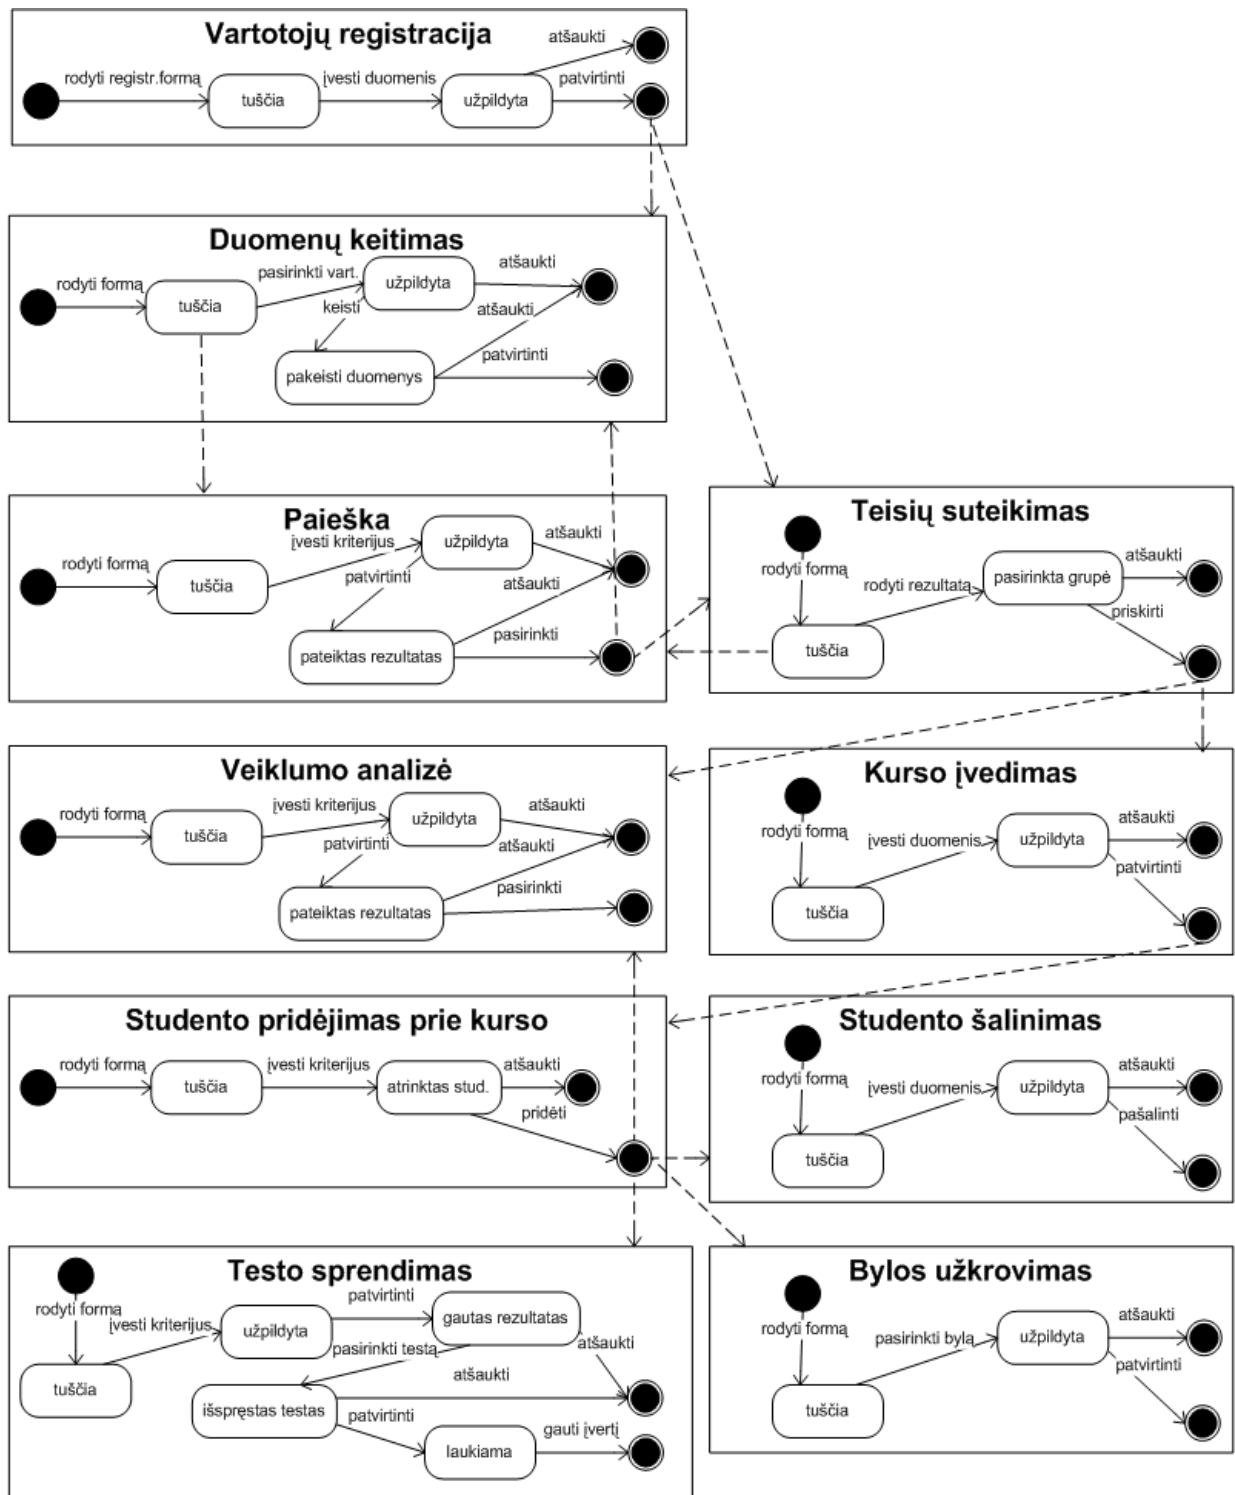 Vartotojų registracija
atšaukti
rodyti registr.formą
įvesti duomenis
patvirtinti
tuščia
užpildyta
Duomenų keitimas
atšaukti
pasirinkti vart.
rodyti formą
užpildyta
tuščia
keisti
atšaukti
patvirtinti
pakeisti duomenys
Paieška
įvesti kriterijus
atšaukti
užpildyta
rodyti formą
patvirtinti
atšaukti
tuščia
pasirinkti
pateiktas rezultatas
Teisių suteikimas
atšaukti
rodyti formą
rodyti rezultatą
pasirinkta grupė
priskirti
tuščia
Veiklumo analizė
įvesti kriterijus
atšaukti
rodyti formą
užpildyta
tuščia
patvirtinti
atšaukti
pasirinkti
pateiktas rezultatas
Kurso įvedimas
atšaukti
rodyti formą
įvesti duomenis
užpildyta
patvirtinti
tuščia
Studento pridėjimas prie kurso
rodyti formą
įvesti kriterijus
atšaukti
tuščia
atrinktas stud.
pridėti
Studento šalinimas
atšaukti
rodyti formą
įvesti duomenis
užpildyta
pašalinti
tuščia
Testo sprendimas
patvirtinti
rodyti formą
įvesti kriterijus
užpildyta
gautas rezultatas
pasirinkti testą
atšaukti
atšaukti
tuščia
išspręstas testas
patvirtinti
gauti įvertį
laukiama
Bylos užkrovimas
atšaukti
rodyti formą
pasirinkti bylą
užpildyta
patvirtinti
tuščia